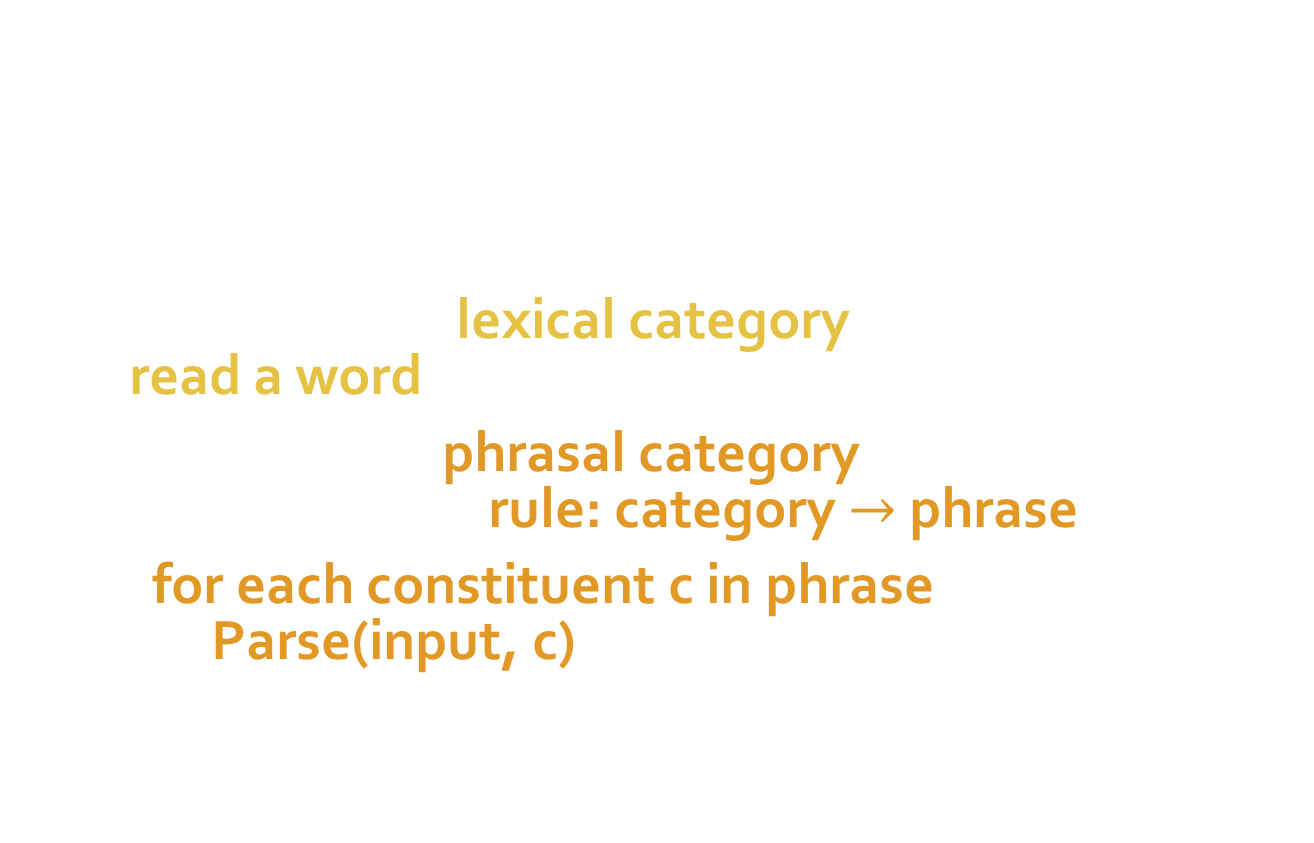 lexical category
read a word
phrasal category
rule: category → phrase
for each constituent c in phrase
Parse(input, c)